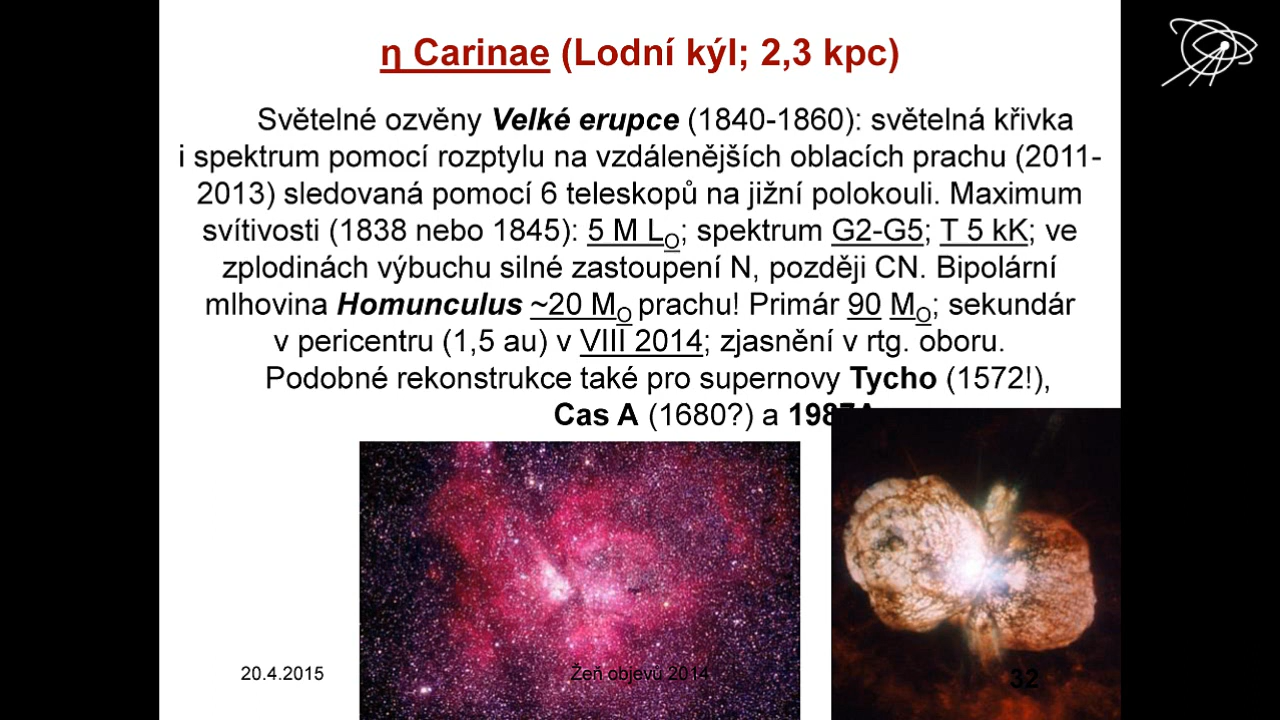 η Carinae (Lodní kýl; 2,3 kpc)
Světelné ozvěny Velké erupce (1840-1860): světelná křivka
i spektrum pomocí rozptylu na vzdálenějších oblacích prachu (2011-
2013) sledovaná pomocí 6 teleskopů na jižní polokouli. Maximum
svítivosti (1838 nebo 1845): 5 M LO; spektrum G2-G5; T 5 kK; ve
zplodinách výbuchu silné zastoupení N, později CN. Bipolární
mlhovina Homunculus ~20 MO prachu! Primár 90 MO; sekundár
v pericentru (1,5 au) v VIII 2014; zjasnění v rtg. oboru.
Podobné rekonstrukce také pro supernovy Tycho (1572!),
Cas A (1680?) a 1987A
20.4.2015
Žeň objevů 2014
32